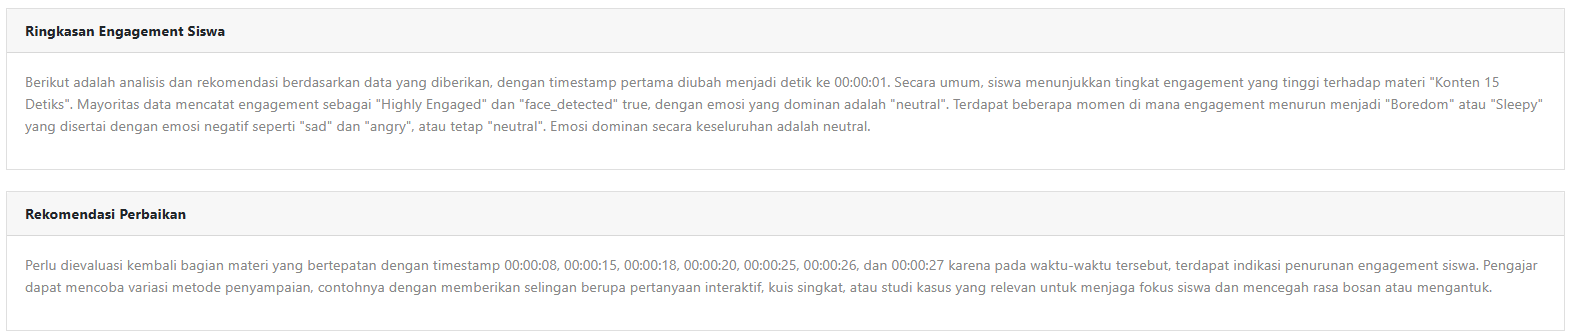 Ringkasan Engagement Siswa
Berikut adalah analisis dan rekomendasi berdasarkan data yang diberikan, dengan timestamp pertama diubah menjadi detik ke 00:00:01. Secara umum, siswa menunjukkan tingkat engagement yang tinggi terhadap materi "Konten 15
Detiks". Mayoritas data mencatat engagement sebagai "Highly Engaged" dan "face_detected" true, dengan emosi yang dominan adalah "neutral". Terdapat beberapa momen di mana engagement menurun menjadi "Boredom" atau "Sleepy"
yang disertai dengan emosi negatif seperti "sad" dan "angry", atau tetap "neutral". Emosi dominan secara keseluruhan adalah neutral.
Rekomendasi Perbaikan
Perlu dievaluasi kembali bagian materi yang bertepatan dengan timestamp 00:00:08, 00:00:15, 00:00:18, 00:00:20, 00:00:25, 00:00:26, dan 00:00:27 karena pada waktu-waktu tersebut, terdapat indikasi penurunan engagement siswa. Pengajar
dapat mencoba variasi metode penyampaian, contohnya dengan memberikan selingan berupa pertanyaan interaktif, kuis singkat, atau studi kasus yang relevan untuk menjaga fokus siswa dan mencegah rasa bosan atau mengantuk.